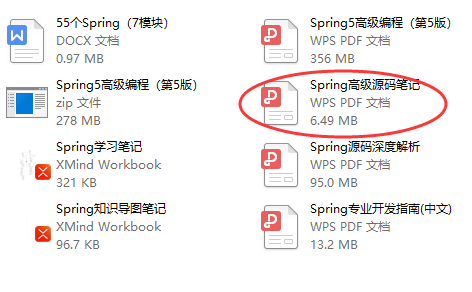 55个Spring（7模块）
DOCX 文档
0.97 MB
Spring5高级编程（第5版）
WPS PDF 文档
356 MB
Spring5高级编程（第5版）
zip 文件
278 MB
Spring高级源码笔记
WPS PDF 文档
6.49 MB
Spring学习笔记
XMind Workbook
321 KB
Spring源码深度解析
WPS PDF 文档
95.0 MB
Spring知识导图笔记
XMind Workbook
96.7 KB
Spring专业开发指南(中文)
WPS PDF 文档
13.2 MB